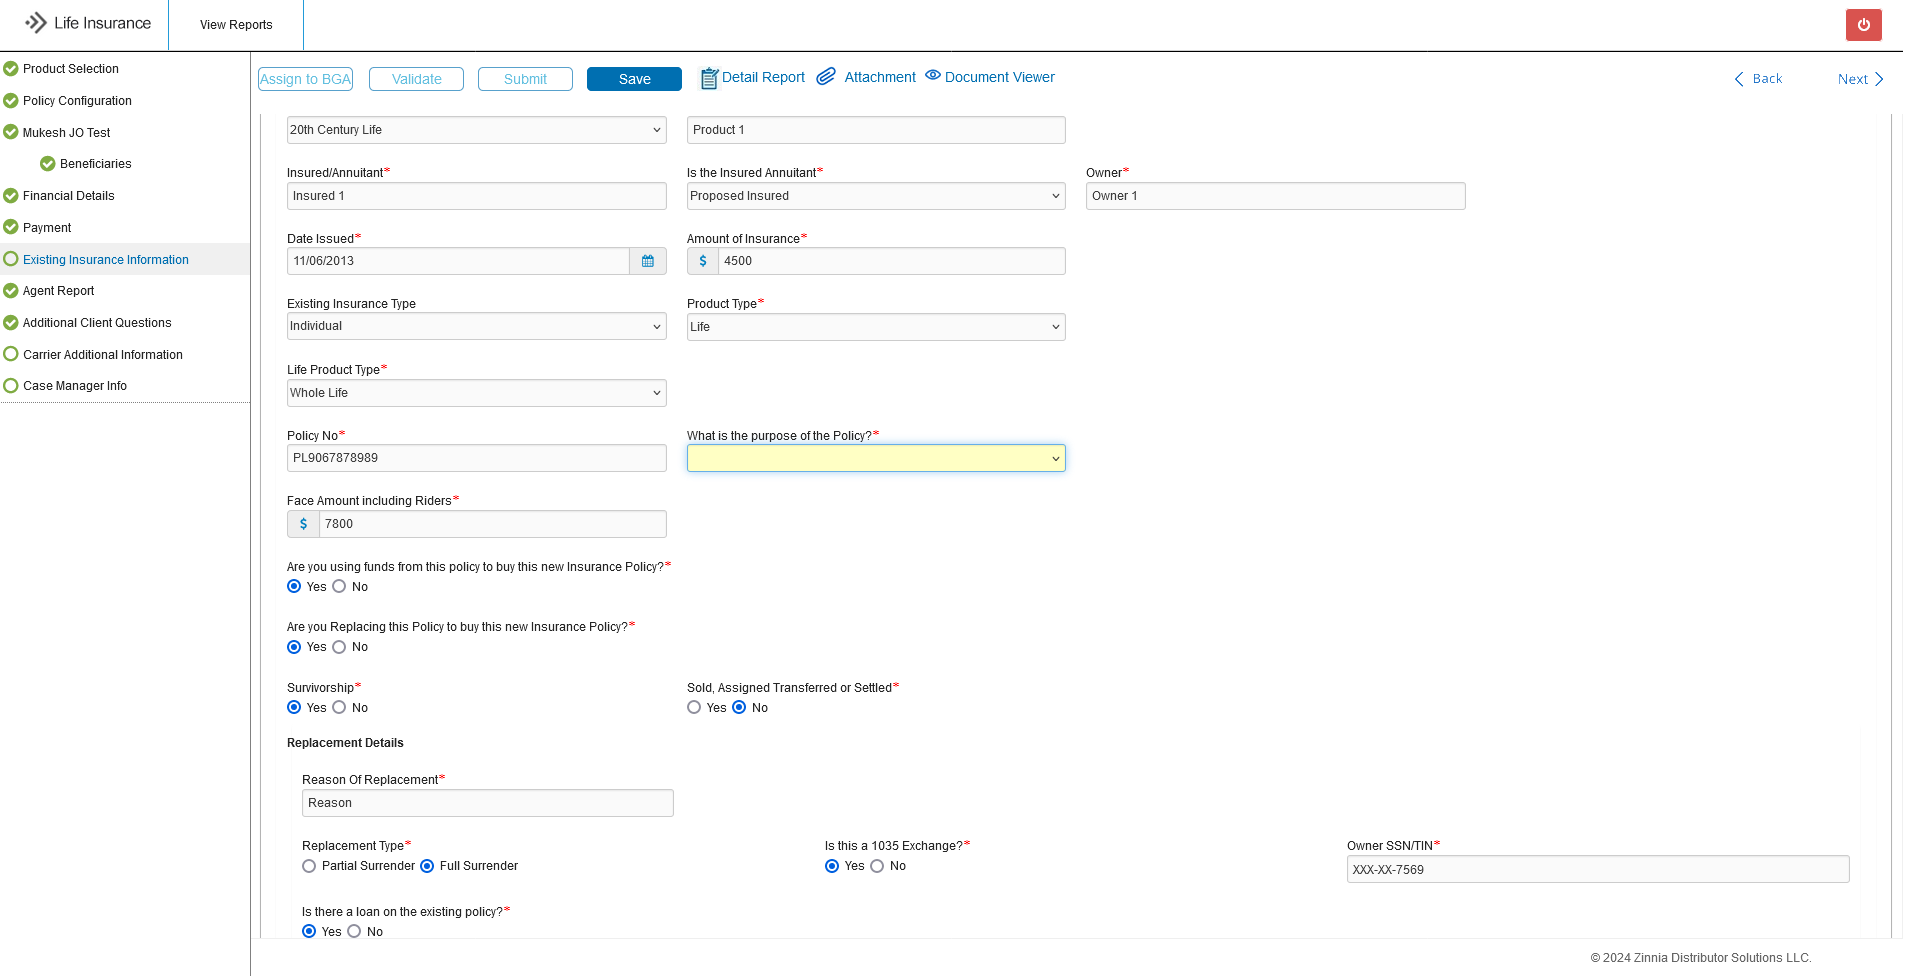 Life Insurance
View Reports
Product Selection
Policy Configuration
Mukesh JO Test
Beneficiaries
Financial Details
Payment
Existing Insurance Information
Agent Report
Additional Client Questions
Carrier Additional Information
Case Manager Info
Assign to BGA Validate Submit Save Detail Report Attachment Document Viewer Back Next
20th Century Life Product 1
Insured/Annuitant* Is the Insured Annuitant* Owner*
Insured 1 Proposed Insured Owner 1
Date Issued* Amount of Insurance*
11/06/2013 $ 4500
Existing Insurance Type Product Type*
Individual Life
Life Product Type*
Whole Life
Policy No* What is the purpose of the Policy?*
PL9067878989
Face Amount including Riders*
$ 7800
Are you using funds from this policy to buy this new Insurance Policy?*
Yes No
Are you Replacing this Policy to buy this new Insurance Policy?*
Yes No
Survivorship* Sold, Assigned Transferred or Settled*
Yes No Yes No
Replacement Details
Reason Of Replacement*
Reason
Replacement Type* Is this a 1035 Exchange?* Owner SSN/TIN*
Partial Surrender Full Surrender Yes No XXX-XX-7569
Is there a loan on the existing policy?*
Yes No
© 2024 Zinnia Distributor Solutions LLC.